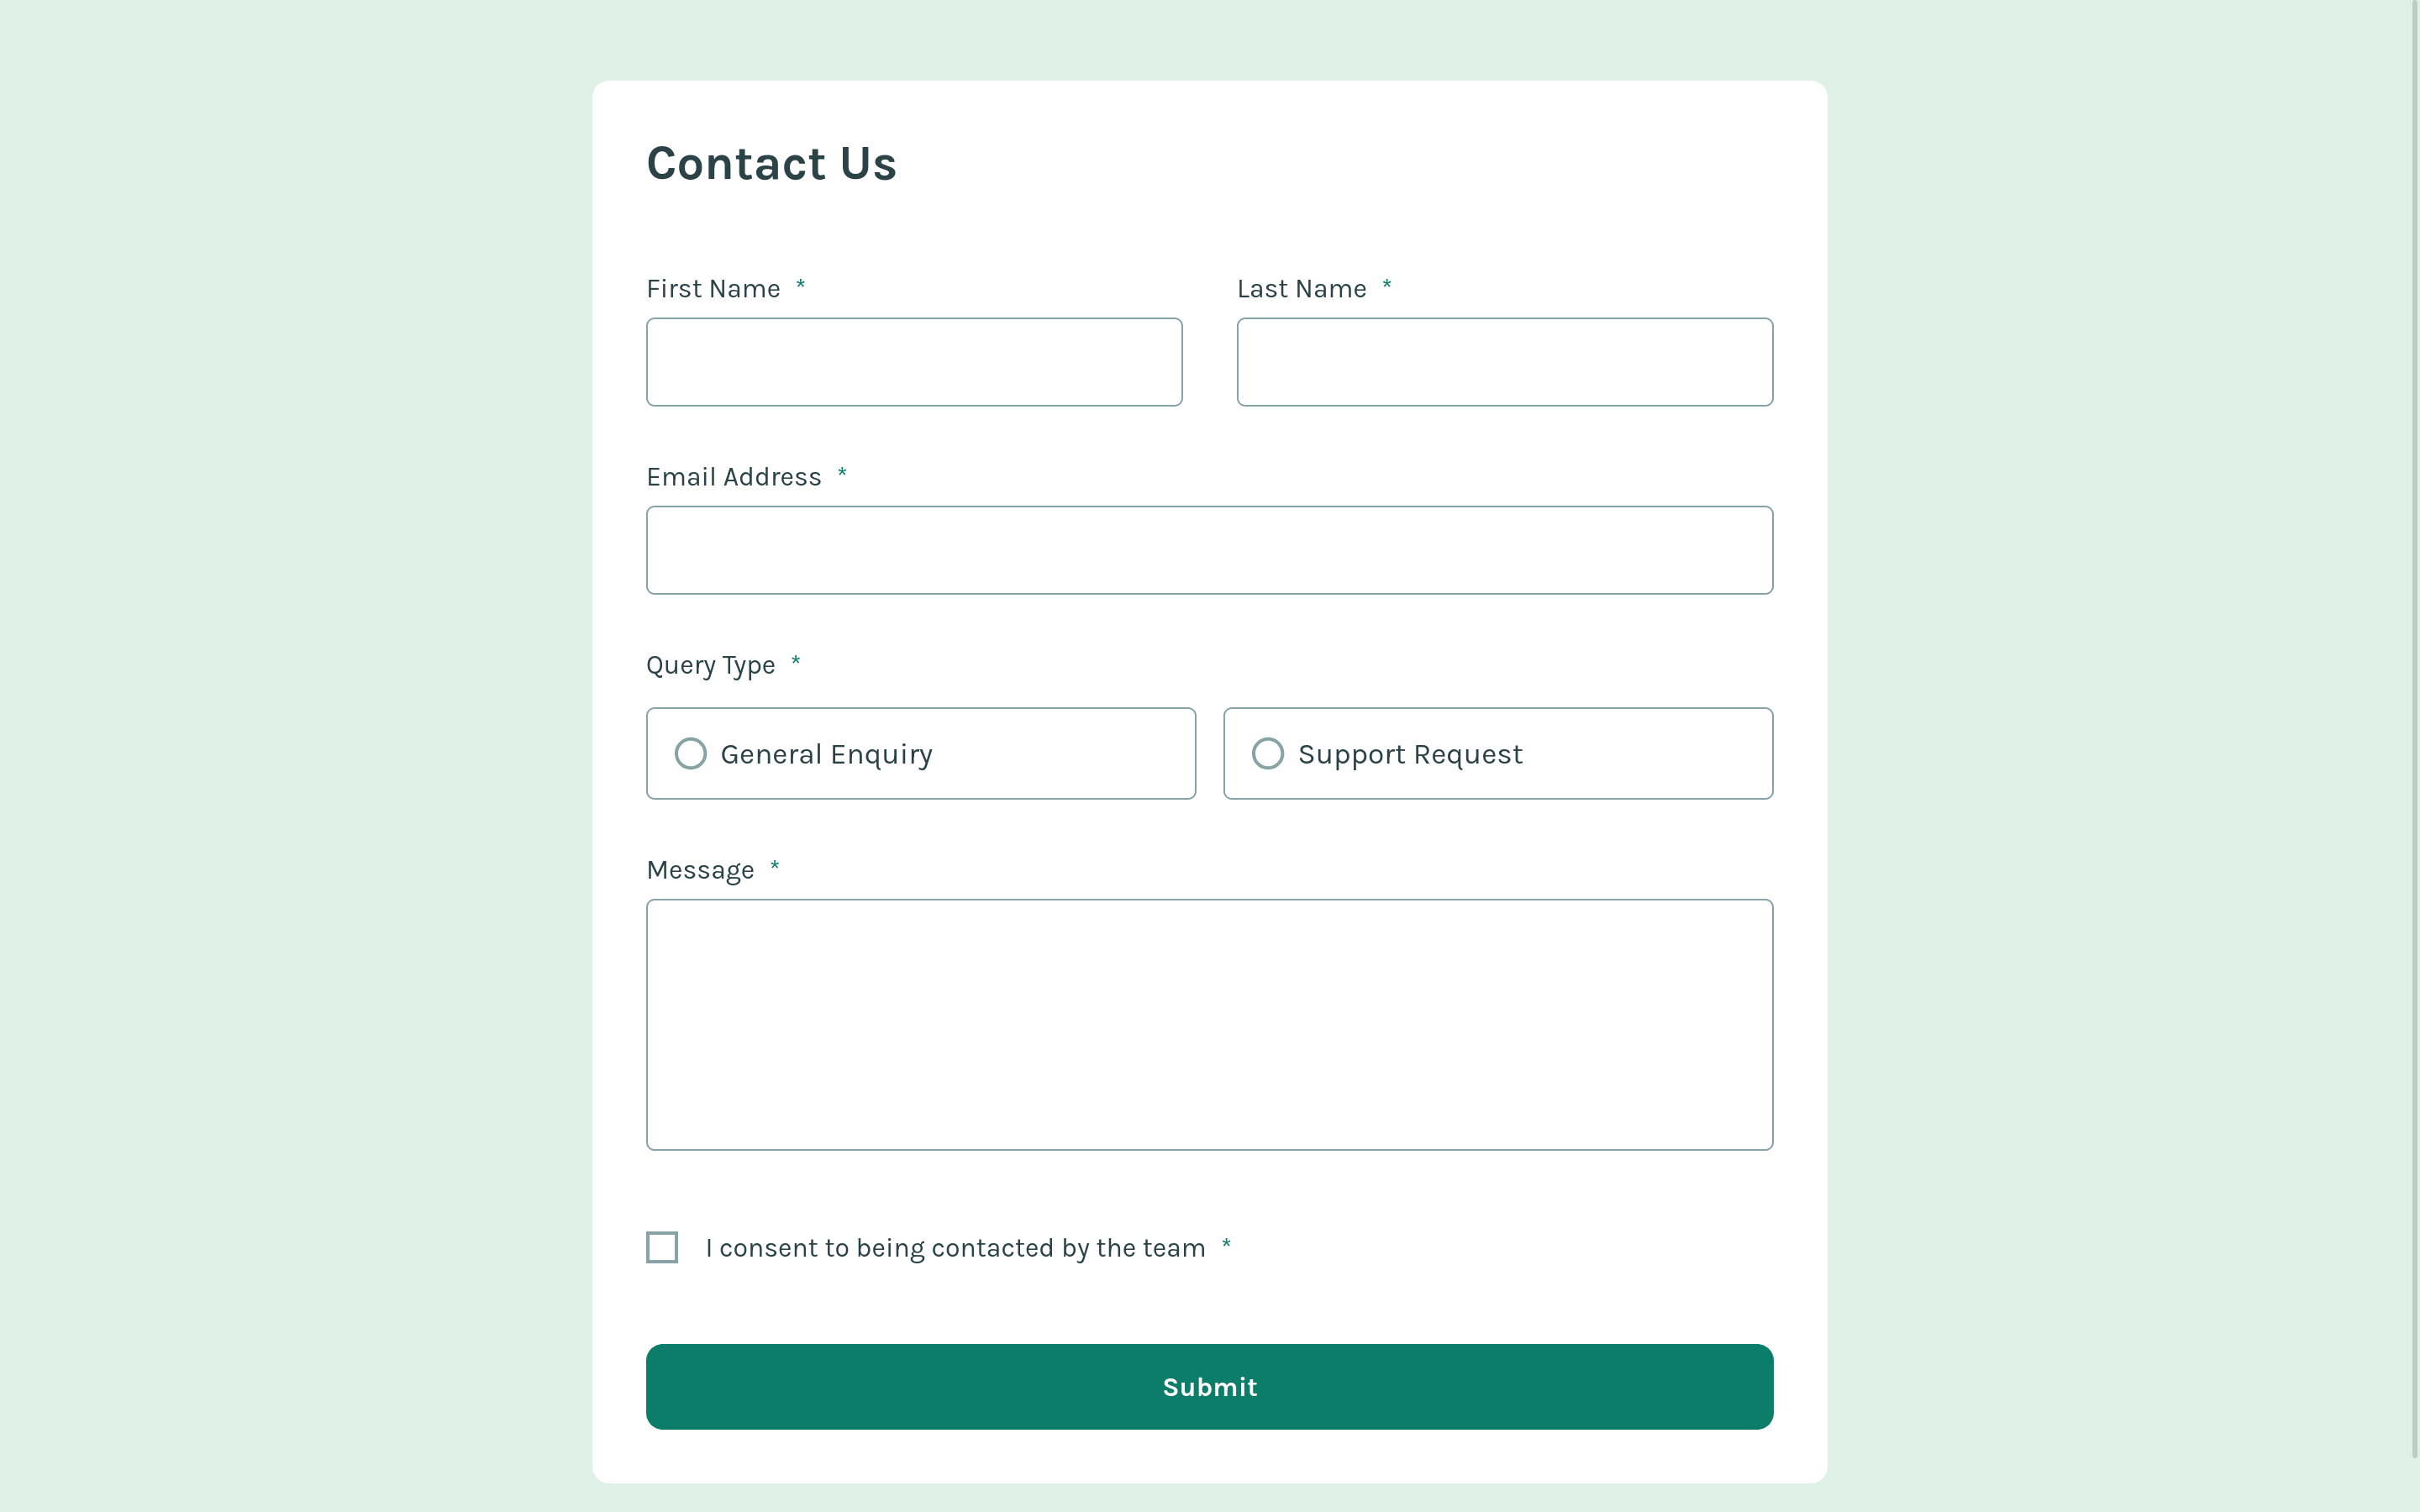 Contact Us
First Name *
Last Name *
Email Address *
Query Type *
General Enquiry
Support Request
Message *
I consent to being contacted by the team *
Submit